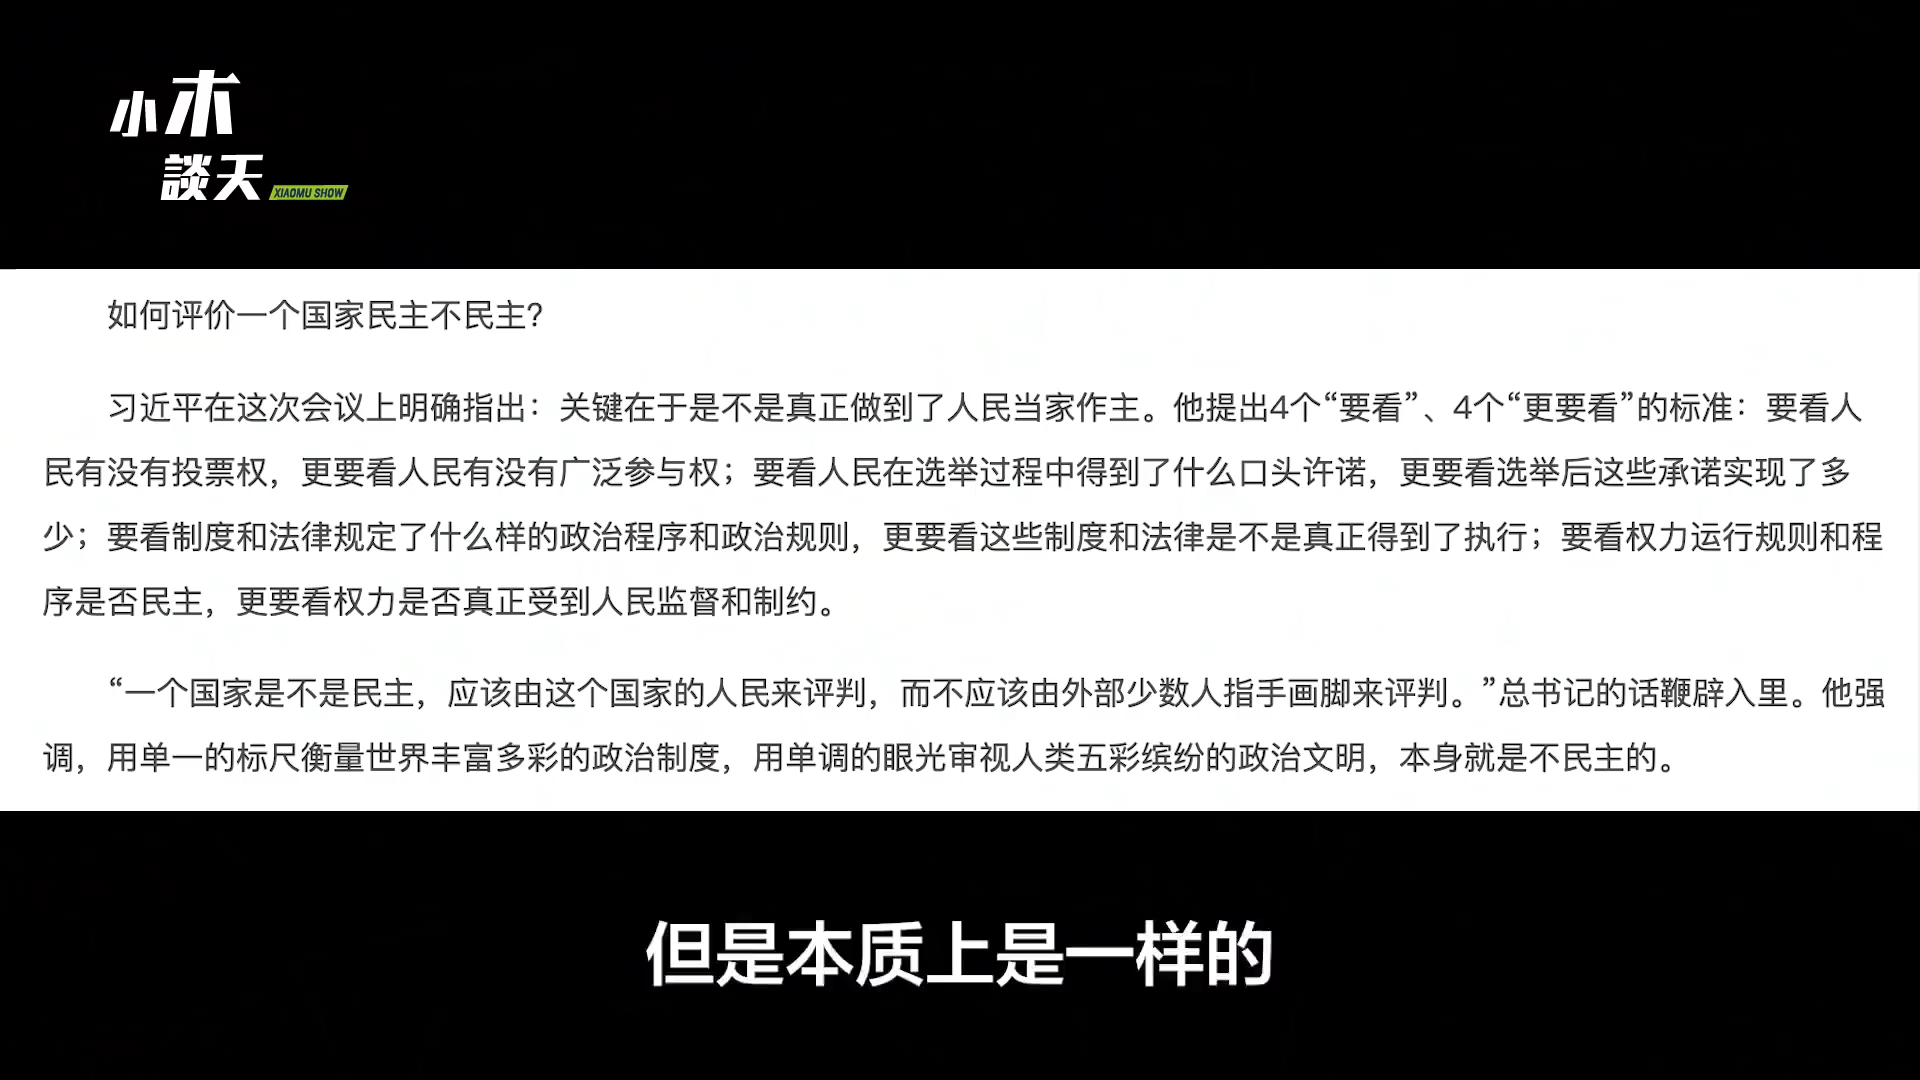 小木
談天 XIAOMU SHOW
如何评价一个国家民主不民主？
习近平在这次会议上明确指出：关键在于是不是真正做到了人民当家作主。他提出4个“要看”、4个“更要看”的标准：要看人
民有没有投票权，更要看人民有没有广泛参与权；要看人民在选举过程中得到了什么口头许诺，更要看选举后这些承诺实现了多
少；要看制度和法律规定了什么样的政治程序和政治规则，更要看这些制度和法律是不是真正得到了执行；要看权力运行规则和程
序是否民主，更要看权力是否真正受到人民监督和制约。
“一个国家是不是民主，应该由这个国家的人民来评判，而不应该由外部少数人指手画脚来评判。”总书记的话鞭辟入里。他强
调，用单一的标尺衡量世界丰富多彩的政治制度，用单调的眼光审视人类五彩缤纷的政治文明，本身就是不民主的。
但是本质上是一样的